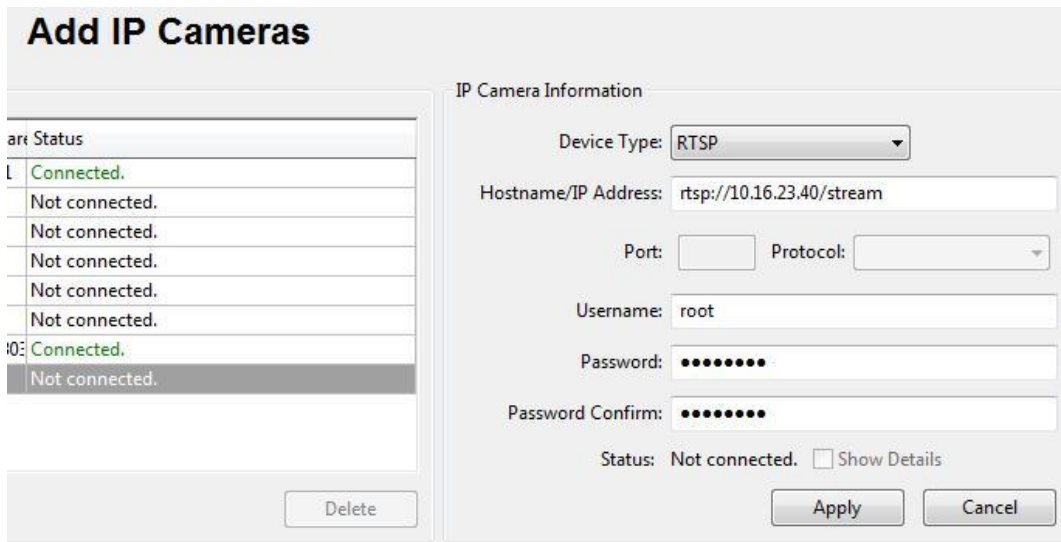 Add IP Cameras
Status
Connected.
Not connected.
Not connected.
Not connected.
Not connected.
Not connected.
Connected.
Not connected.
Delete
IP Camera Information
Device Type: RTSP
Hostname/IP Address: rtsp://10.16.23.40/stream
Port: Protocol:
Username: root
Password: ••••••••
Password Confirm: ••••••••
Status: Not connected. Show Details
Apply Cancel